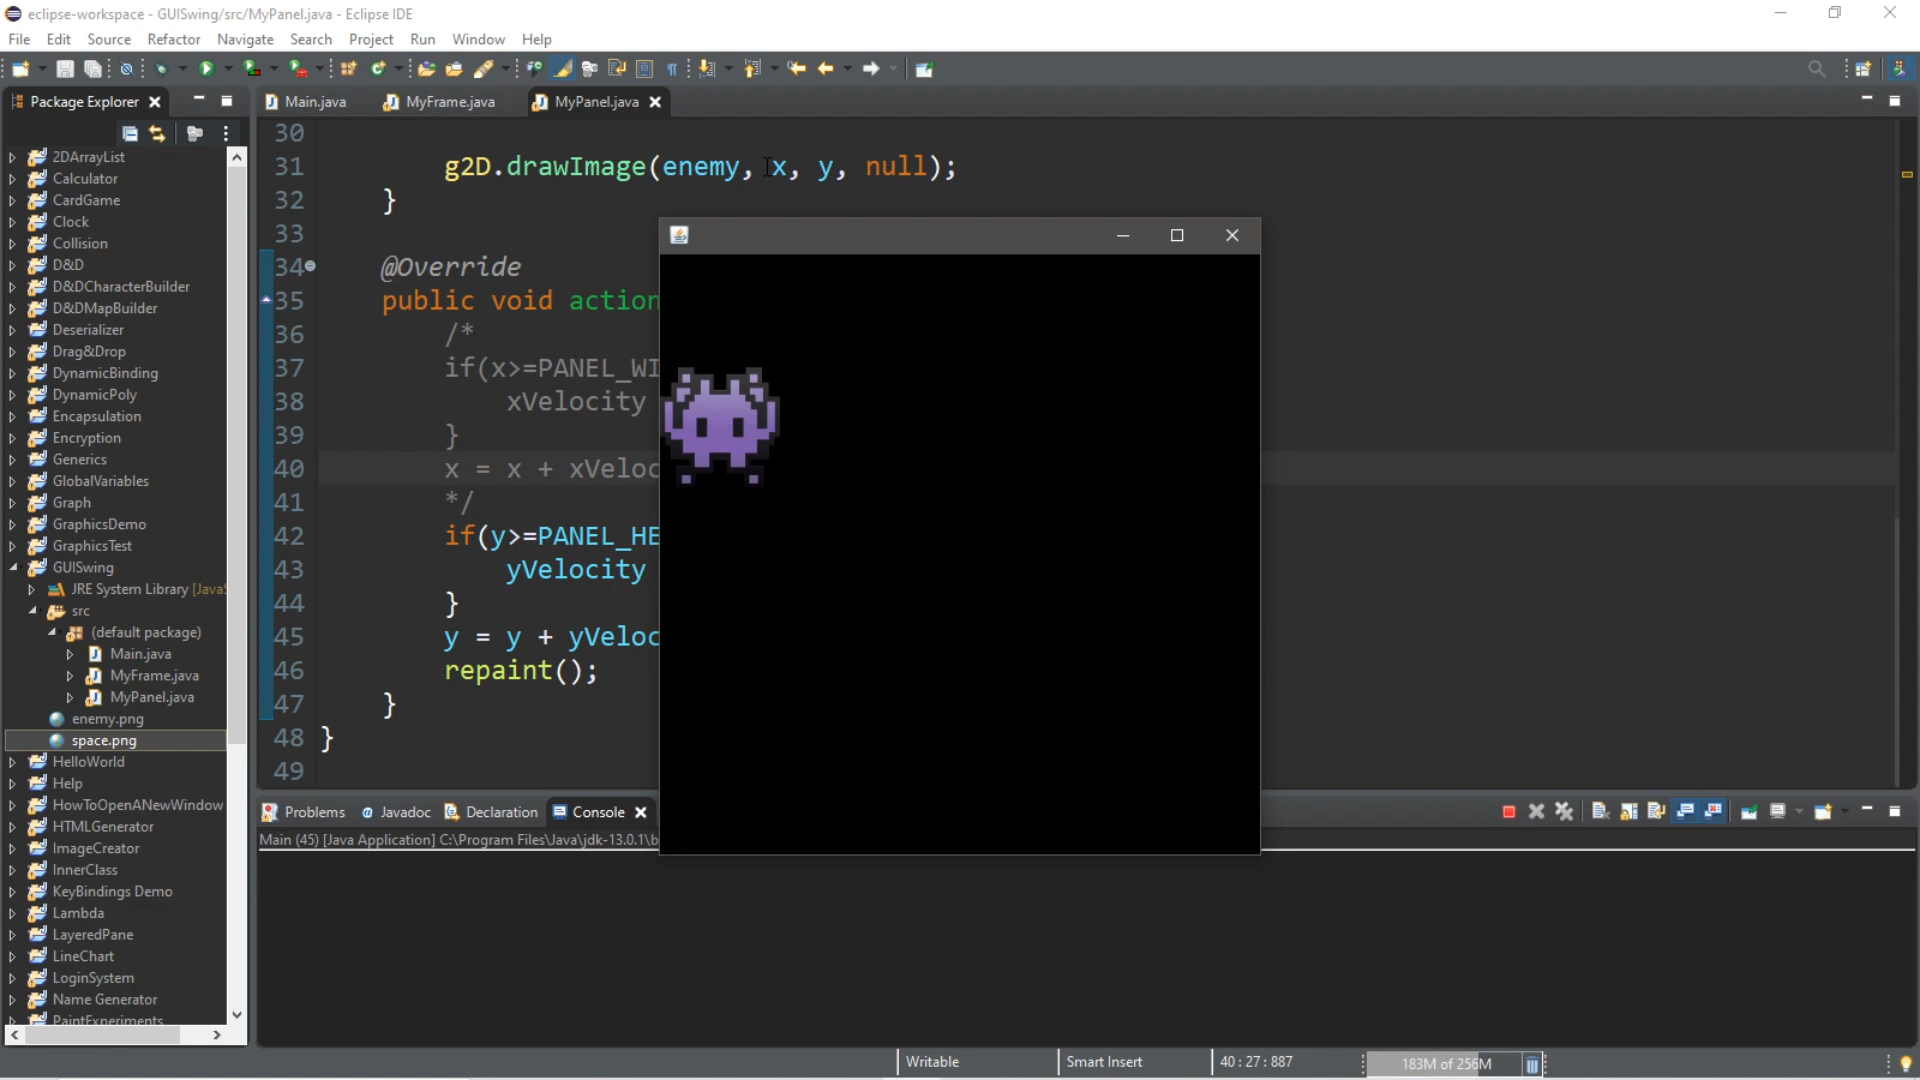 eclipse-workspace - GUISwing/src/MyPanel.java - Eclipse IDE
File Edit Source Refactor Navigate Search Project Run Window Help
Package Explorer
Main.java MyFrame.java MyPanel.java
2DArrayList
Calculator
CardGame
Clock
Collision
D&D
D&DCharacterBuilder
D&DMapBuilder
Deserializer
Drag&Drop
DynamicBinding
DynamicPoly
Encapsulation
Encryption
Generics
GlobalVariables
Graph
GraphicsDemo
GraphicsTest
GUISwing
JRE System Library [JavaS
src
(default package)
Main.java
MyFrame.java
MyPanel.java
enemy.png
space.png
HelloWorld
Help
HowToOpenANewWindow
HTMLGenerator
ImageCreator
InnerClass
KeyBindings Demo
Lambda
LayeredPane
LineChart
LoginSystem
Name Generator
PaintExperiments
30
31 g2D.drawImage(enemy, x, y, null);
32 }
33
34 @Override
35 public void action
36 /*
37 if(x>=PANEL_WI
38 xVelocity
39 }
40 x = x + xVeloc
41 */
42 if(y>=PANEL_HE
43 yVelocity
44 }
45 y = y + yVeloc
46 repaint();
47 }
48 }
49
Problems Javadoc Declaration Console
Main (45) [Java Application] C:\Program Files\Java\jdk-13.0.1\b
Writable Smart Insert 40 : 27 : 887 183M of 256M